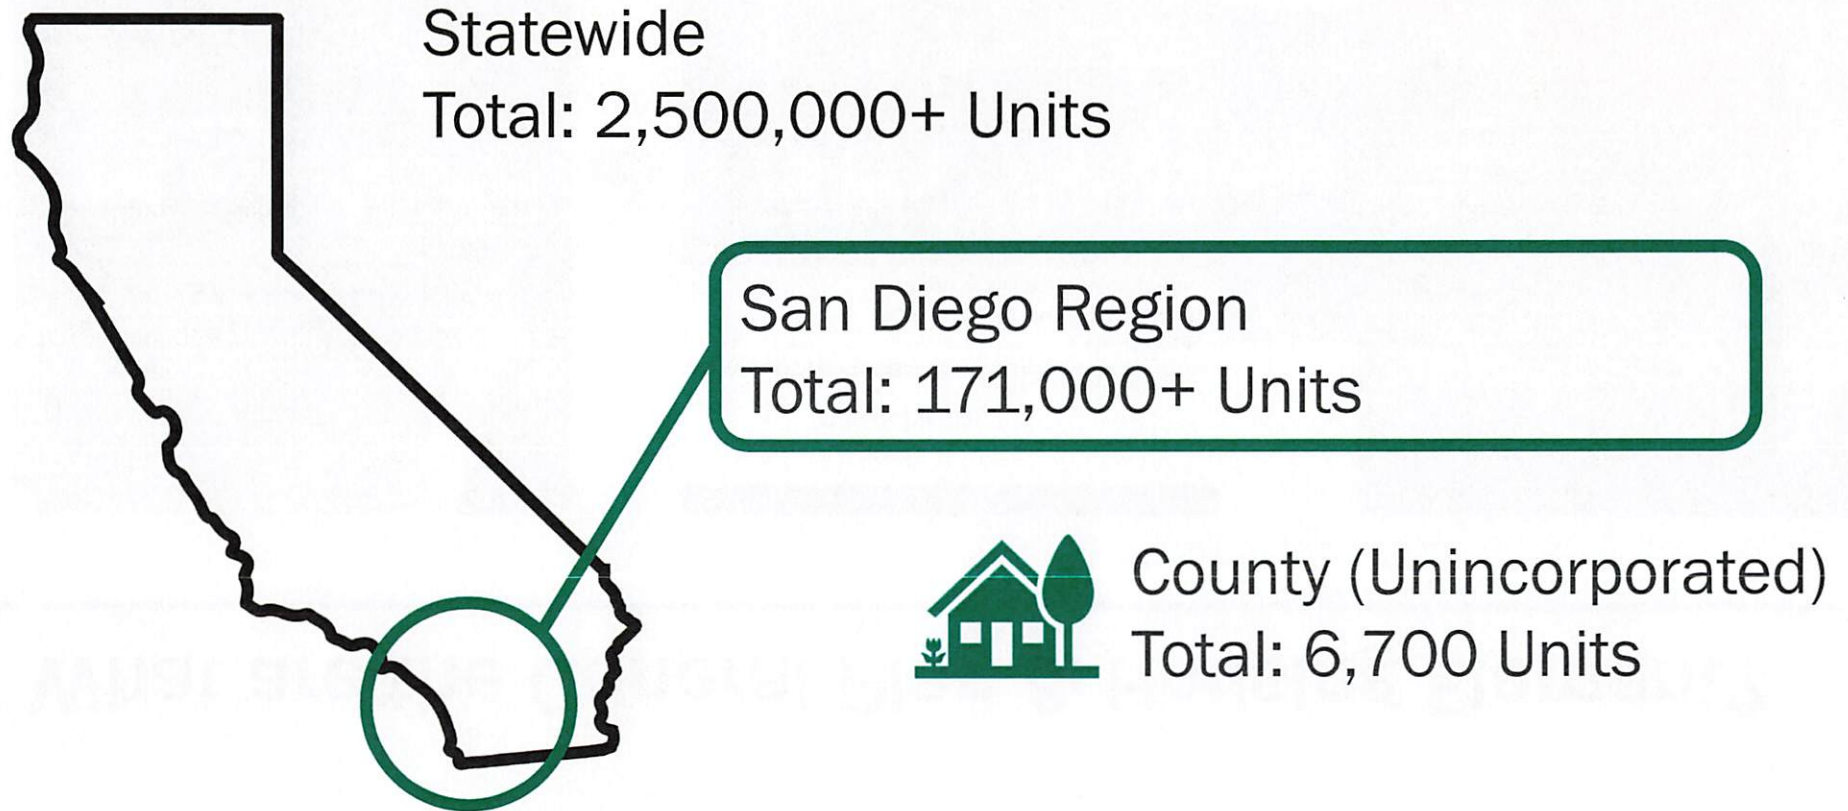 Statewide
Total: 2,500,000+ Units
San Diego Region
Total: 171,000+ Units
County (Unincorporated)
Total: 6,700 Units